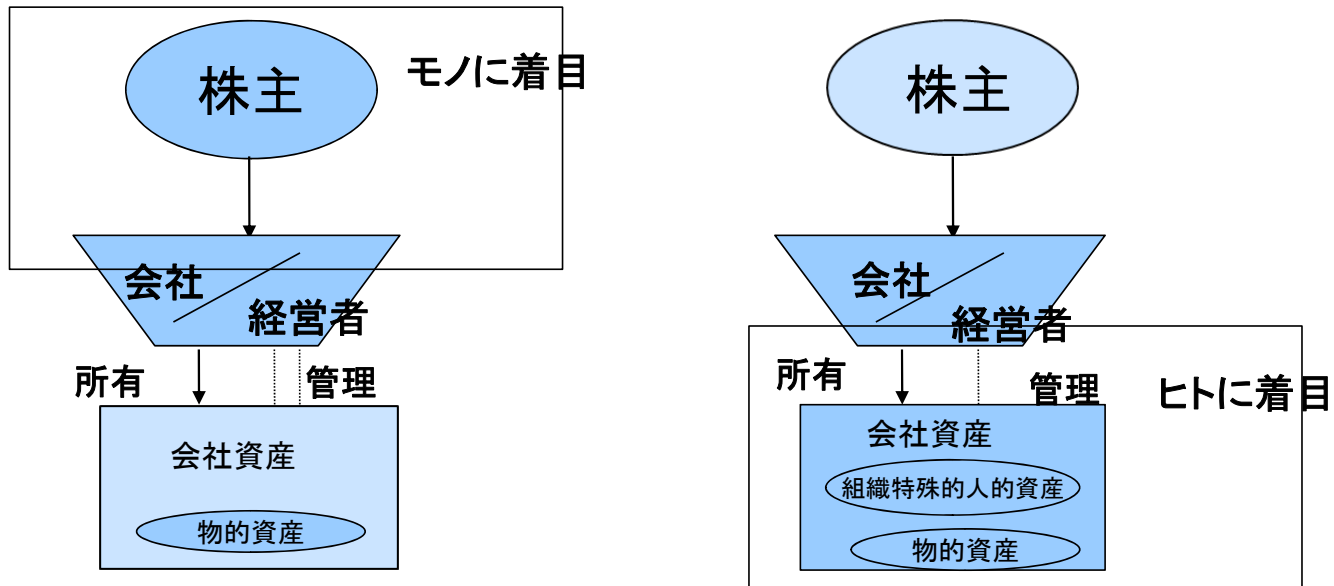 株主
モノに着目
会社
経営者
所有
管理
会社資産
物的資産
株主
会社
経営者
所有
管理
ヒトに着目
会社資産
組織特殊的人的資産
物的資産